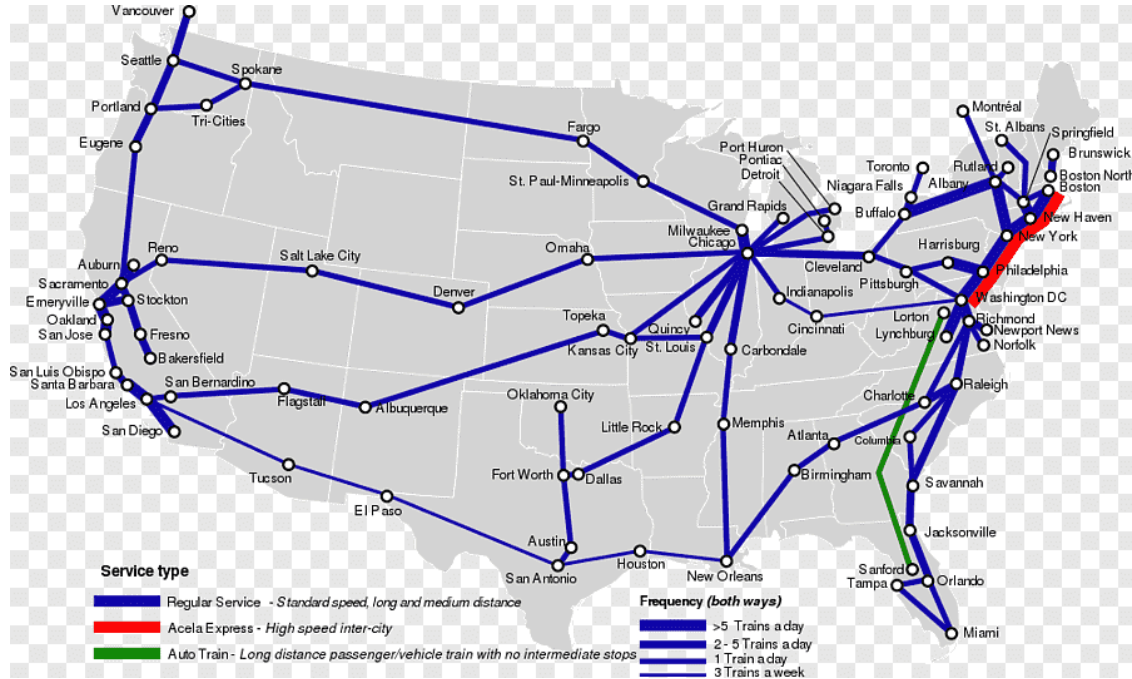 Vancouver
Seattle
Spokane
Portland
Tri-Cities
Eugene
Fargo
St. Paul-Minneapolis
Port Huron
Pontiac
Detroit
Grand Rapids
Milwaukee
Chicago
Montréal
St. Albans
Springfield
Brunswick
Toronto
Rutland
Boston North
Niagara Falls
Albany
Boston
Buffalo
New Haven
New York
Harrisburg
Cleveland
Pittsburgh
Philadelphia
Washington DC
Reno
Auburn
Salt Lake City
Omaha
Sacramento
Denver
Emeryville
Stockton
Oakland
San Jose
Fresno
Bakersfield
Topeka
Kansas City
Quincy
St. Louis
Indianapolis
Cincinnati
Lorton
Richmond
Lynchburg
Newport News
Norfolk
Carbondale
San Luis Obispo
Santa Barbara
San Bernardino
Los Angeles
Flagstaff
Albuquerque
Oklahoma City
San Diego
Little Rock
Memphis
Atlanta
Charlotte
Raleigh
Columbia
Tucson
Fort Worth
Dallas
Birmingham
Savannah
El Paso
Austin
San Antonio
Houston
New Orleans
Jacksonville
Sanford
Tampa
Orlando
Miami
Service type
Regular Service - Standard speed, long and medium distance
Acela Express - High speed inter-city
Auto Train - Long distance passenger/vehicle train with no intermediate stops
Frequency (both ways)
>5 Trains a day
2 - 5 Trains a day
1 Train a day
3 Trains a week